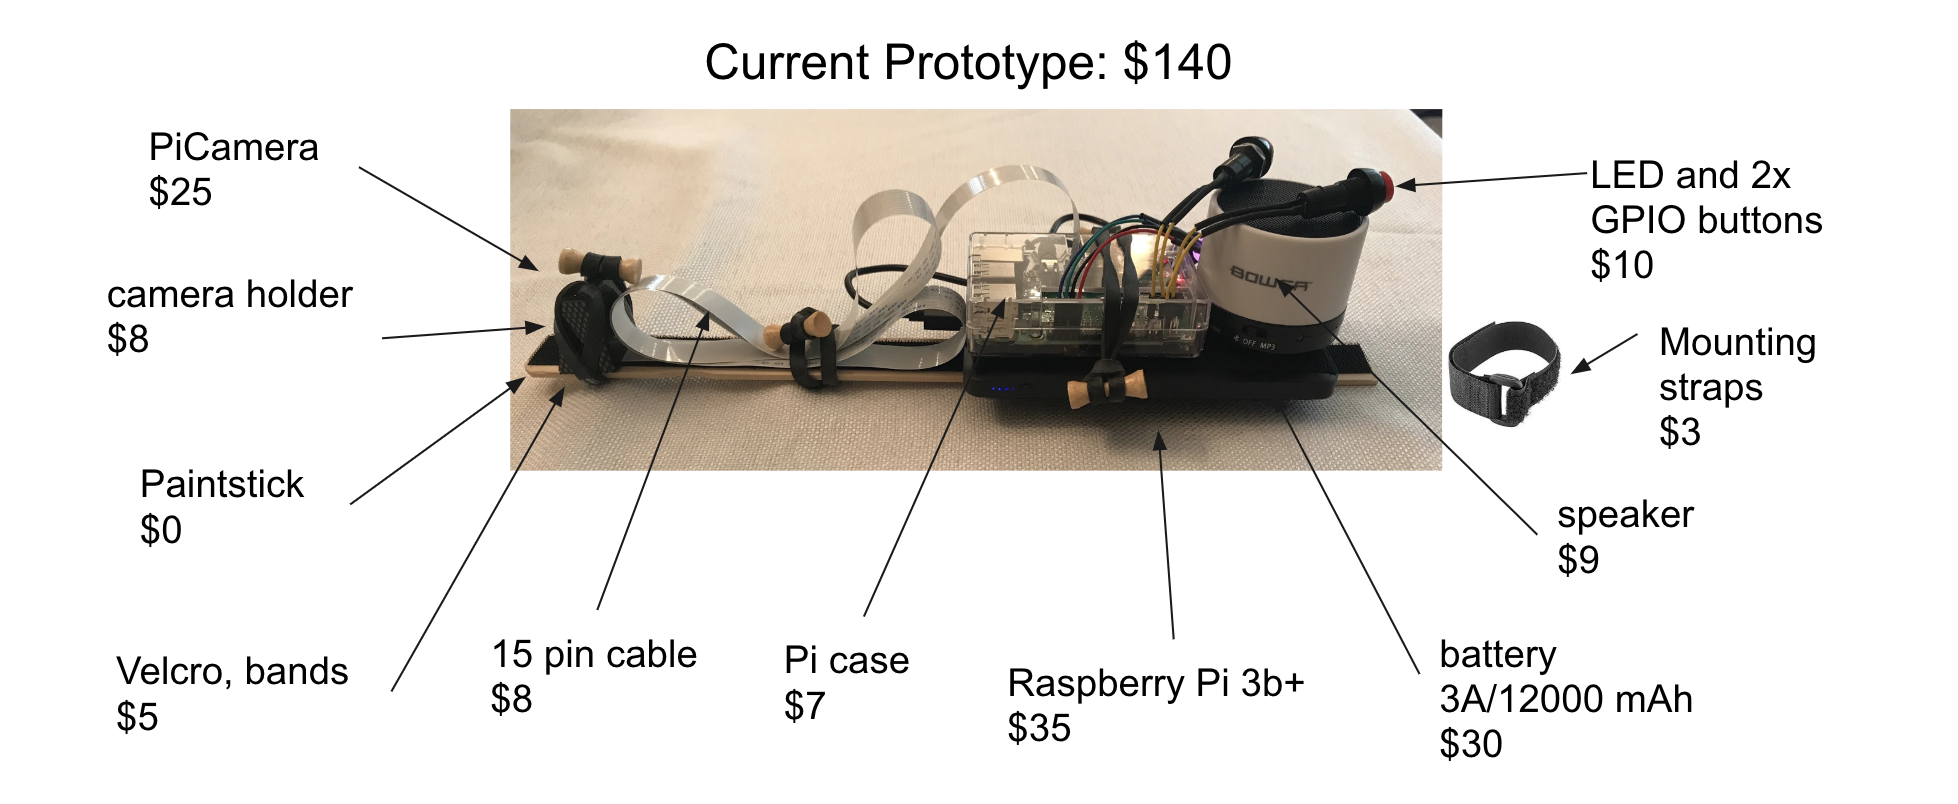 Current Prototype: $140
PiCamera
$25
camera holder
$8
Paintstick
$0
Velcro, bands
$5
15 pin cable
$8
Pi case
$7
Raspberry Pi 3b+
$35
battery
3A/12000 mAh
$30
speaker
$9
Mounting
straps
$3
LED and 2x
GPIO buttons
$10
OFF MP3